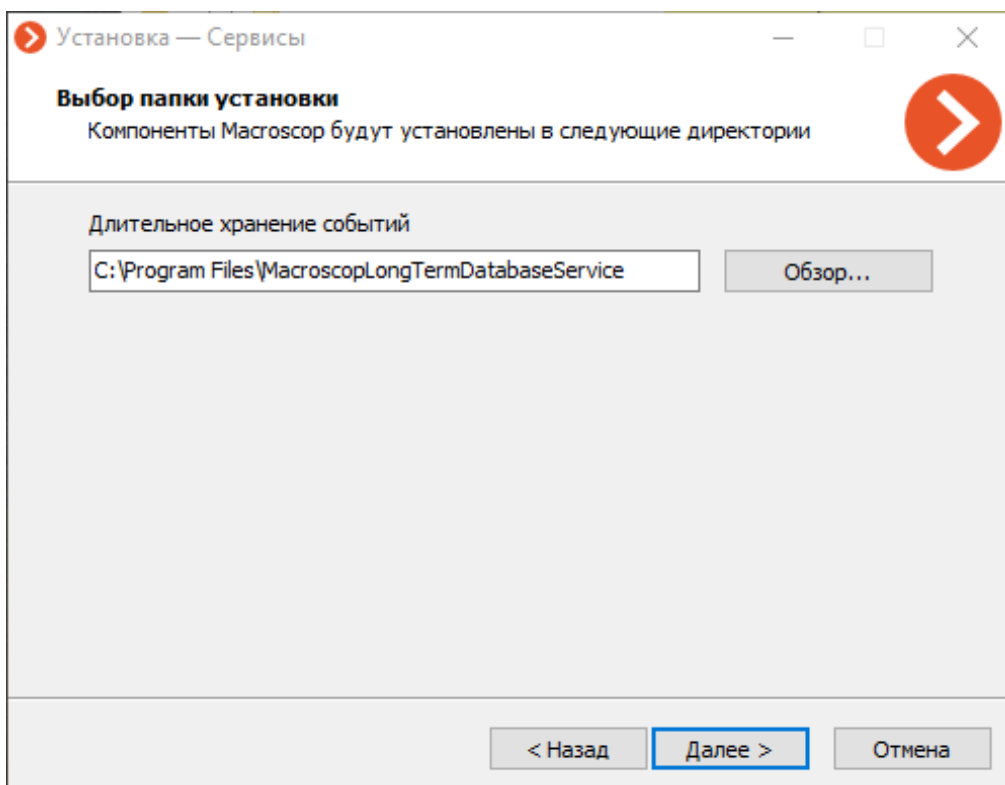 Установка — Сервисы
Выбор папки установки
Компоненты Macroscop будут установлены в следующие директории
Длительное хранение событий
C:\Program Files\MacroscopLongTermDatabaseService
Обзор...
< Назад
Далее >
Отмена